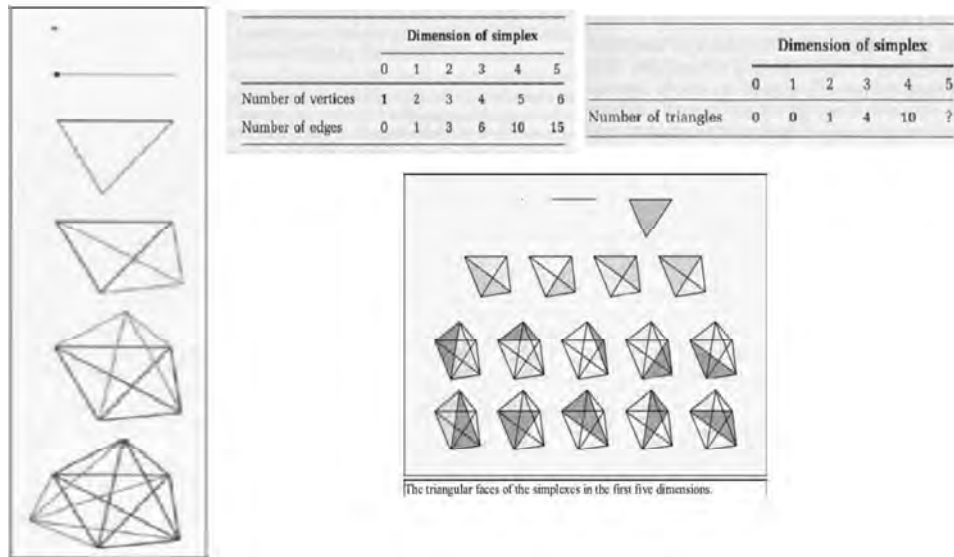 Dimension of simplex
0 1 2 3 4 5
Number of vertices 1 2 3 4 5 6
Number of edges 0 1 3 6 10 15
Dimension of simplex
0 1 2 3 4 5
Number of triangles 0 0 1 4 10 ?
The triangular faces of the simplexes in the first five dimensions.